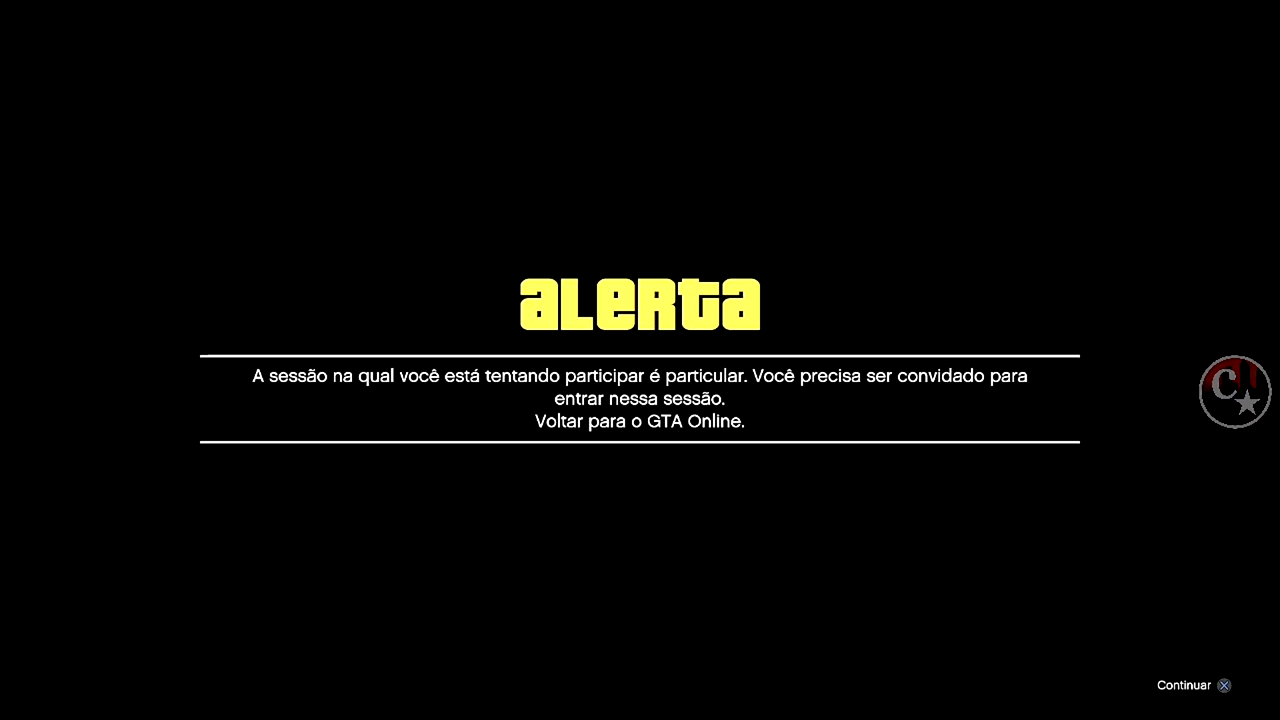 alerta
A sessão na qual você está tentando participar é particular. Você precisa ser convidado para
entrar nessa sessão.
Voltar para o GTA Online.
C
Continuar